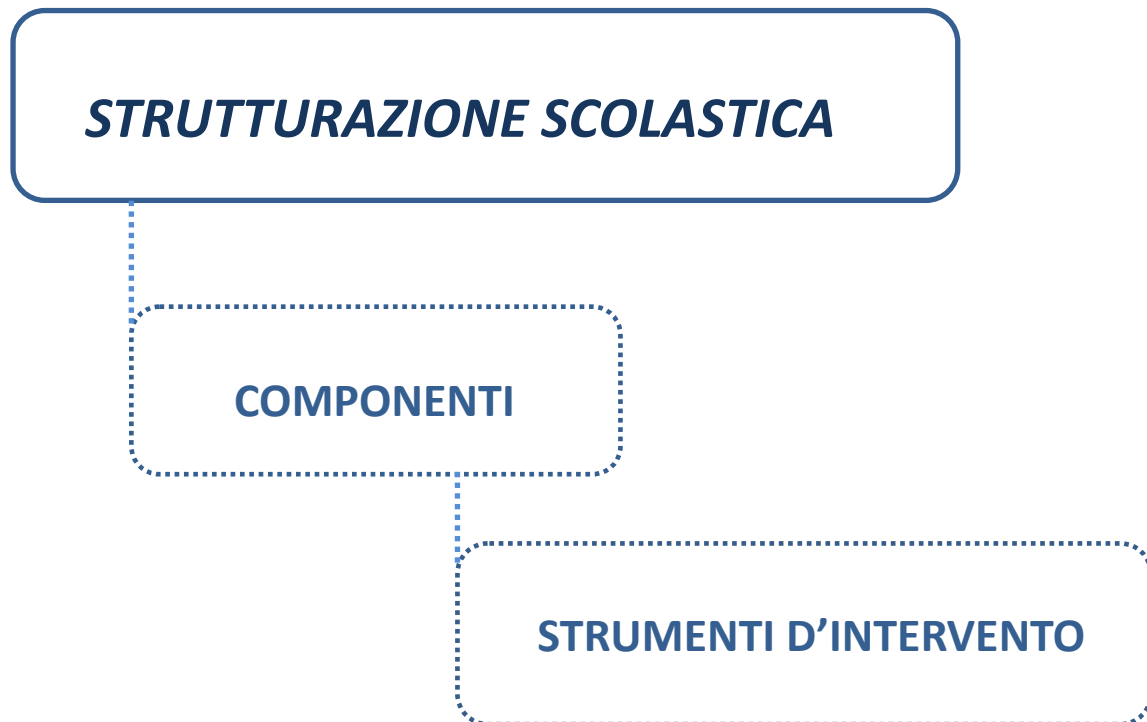 STRUTTURAZIONE SCOLASTICA
COMPONENTI
STRUMENTI D’INTERVENTO